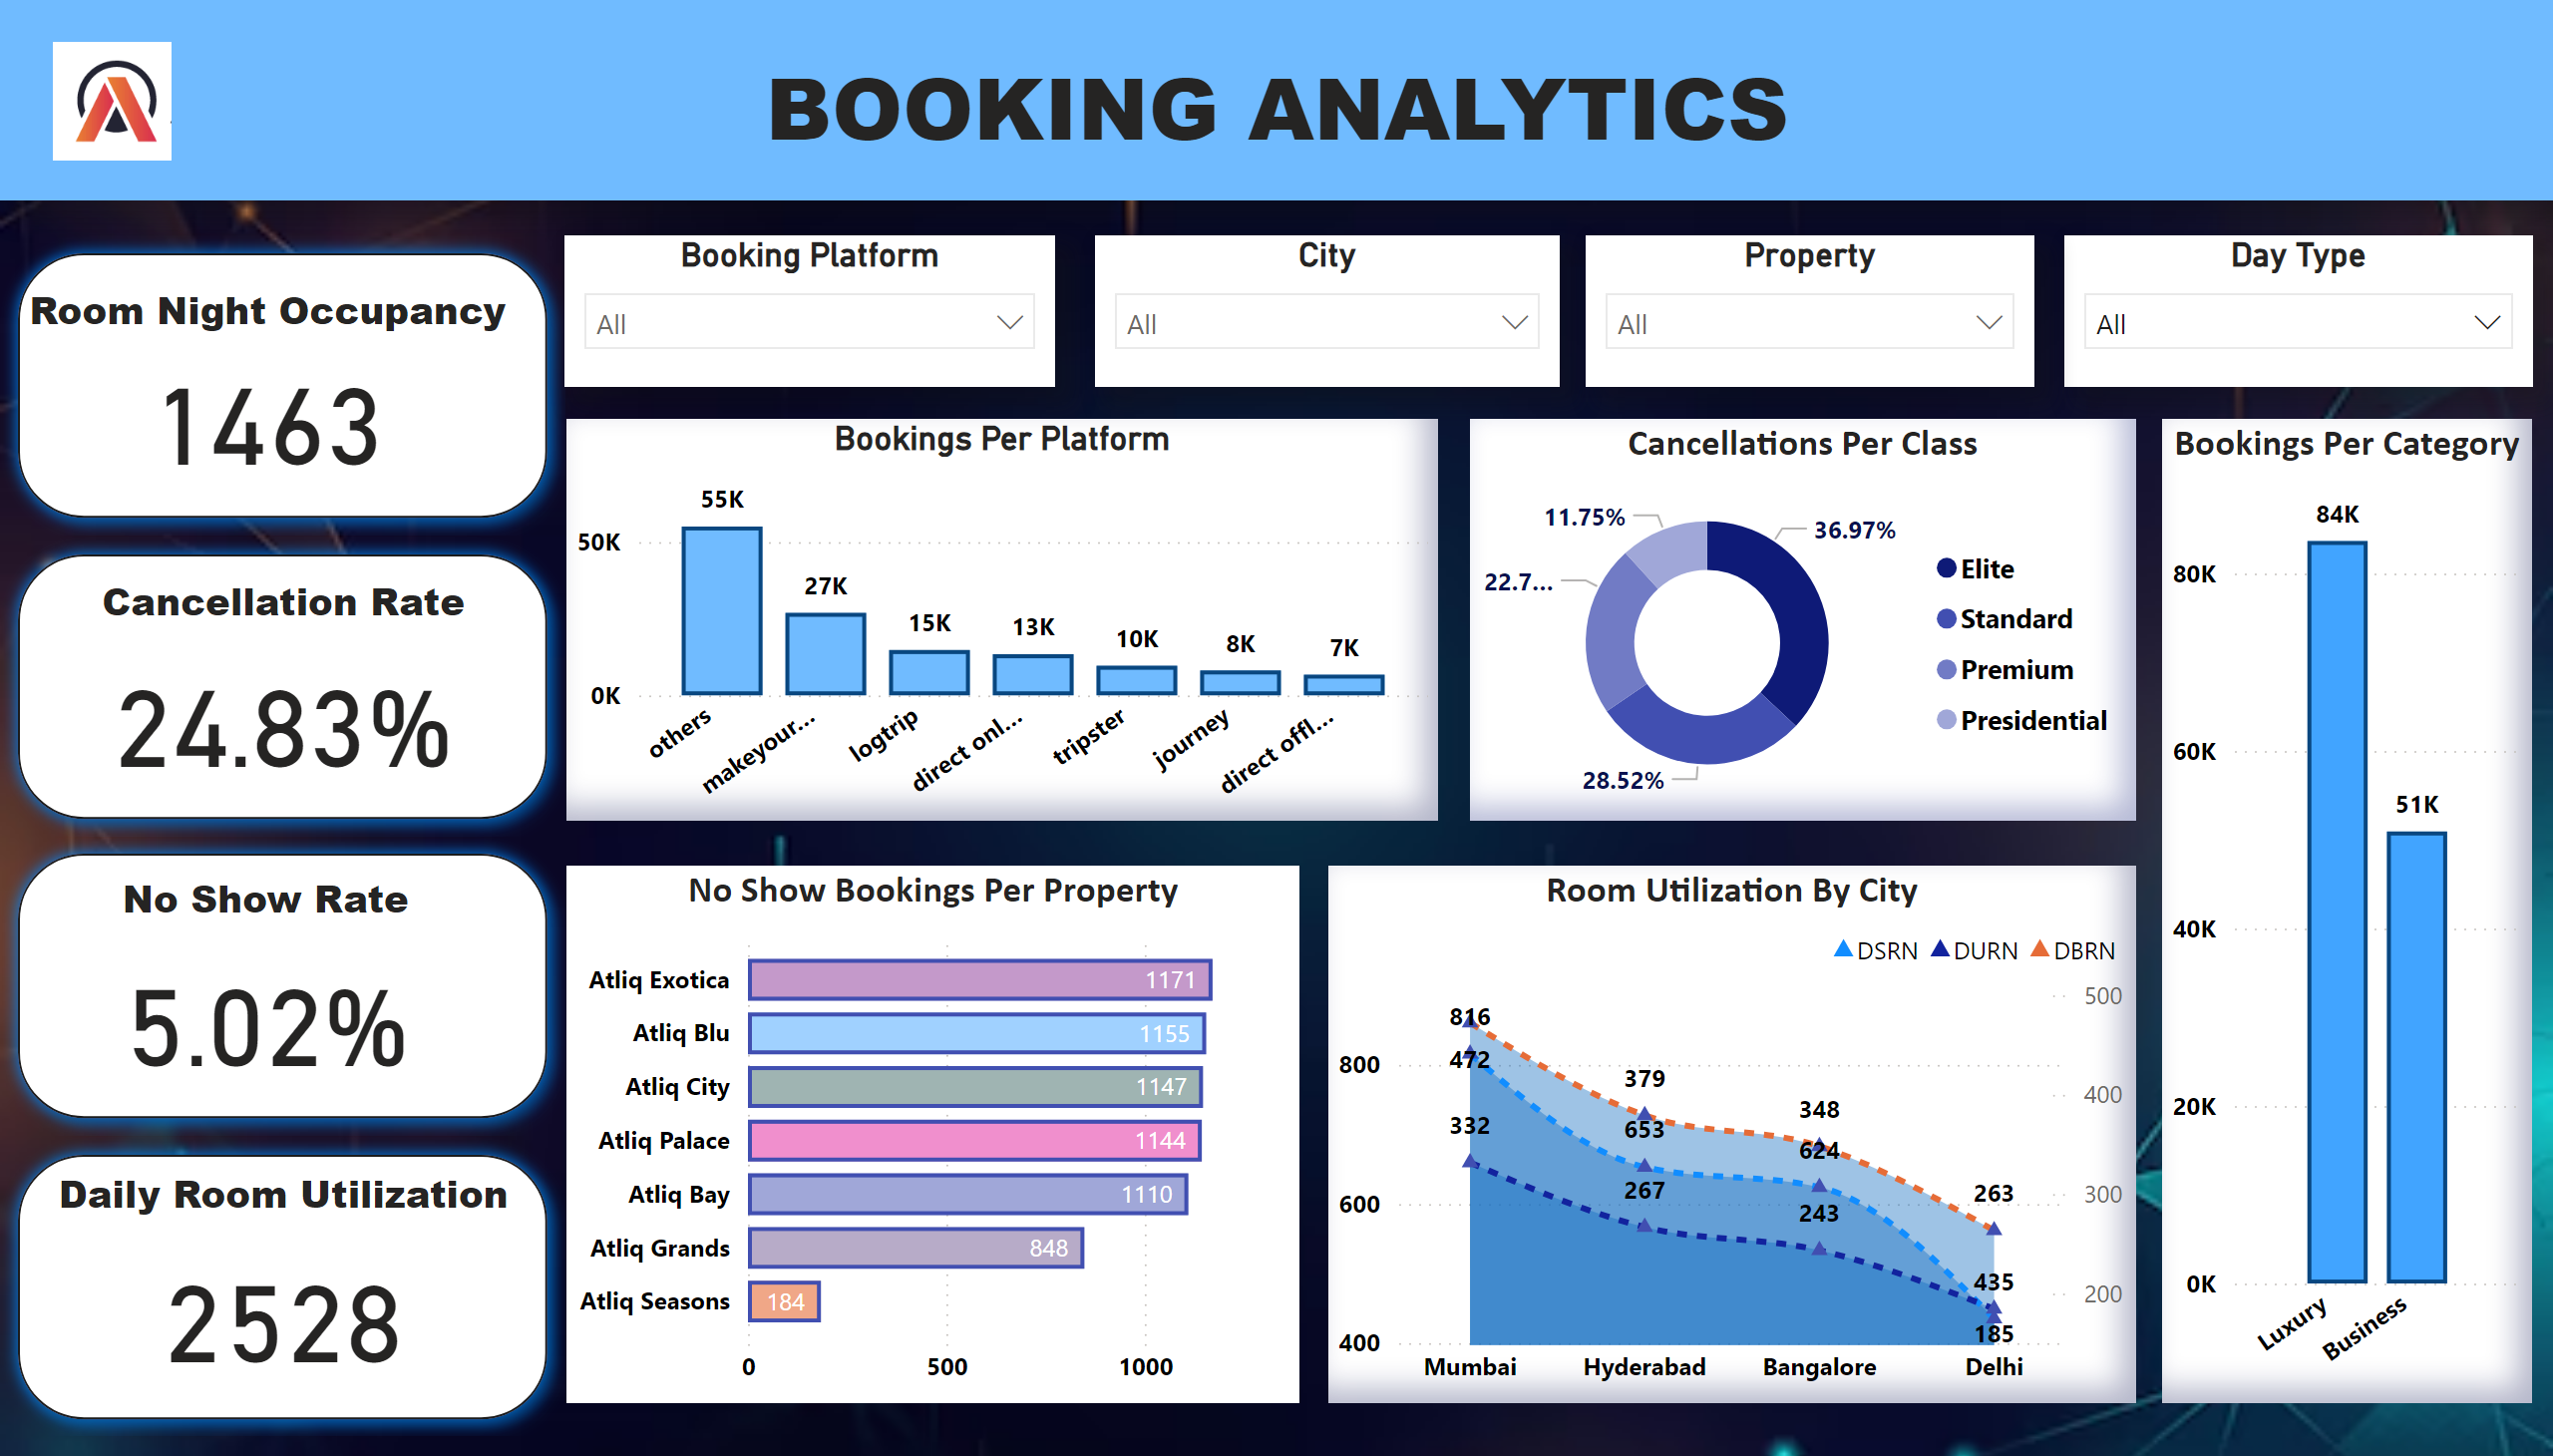 BOOKING ANALYTICS
Room Night Occupancy
1463
Cancellation Rate
24.83%
No Show Rate
5.02%
Daily Room Utilization
2528
Booking Platform
All
City
All
Property
All
Day Type
All
Bookings Per Platform
50K
0K
55K
27K
15K
13K
10K
8K
7K
others
makeyour...
logtrip
direct onl...
tripster
journey
direct offl...
Cancellations Per Class
11.75%
36.97%
22.7...
28.52%
Elite
Standard
Premium
Presidential
Bookings Per Category
84K
51K
80K
60K
40K
20K
0K
Luxury
Business
No Show Bookings Per Property
Atliq Exotica 1171
Atliq Blu 1155
Atliq City 1147
Atliq Palace 1144
Atliq Bay 1110
Atliq Grands 848
Atliq Seasons 184
0 500 1000
Room Utilization By City
DSRN DURN DBRN
800
600
400
500
400
300
200
816
472
332
379
653
267
348
624
243
263
435
185
Mumbai Hyderabad Bangalore Delhi